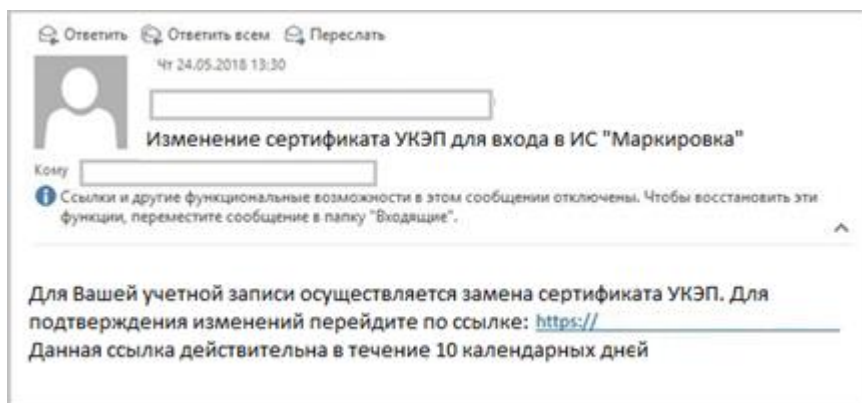 Ответить Ответить всем Переслать
Чт 24.05.2018 13:30
Изменение сертификата УКЭП для входа в ИС "Маркировка"
Кому
Ссылки и другие функциональные возможности в этом сообщении отключены. Чтобы восстановить эти
функции, переместите сообщение в папку "Входящие".
Для Вашей учетной записи осуществляется замена сертификата УКЭП. Для
подтверждения изменений перейдите по ссылке: https://
Данная ссылка действительна в течение 10 календарных дней